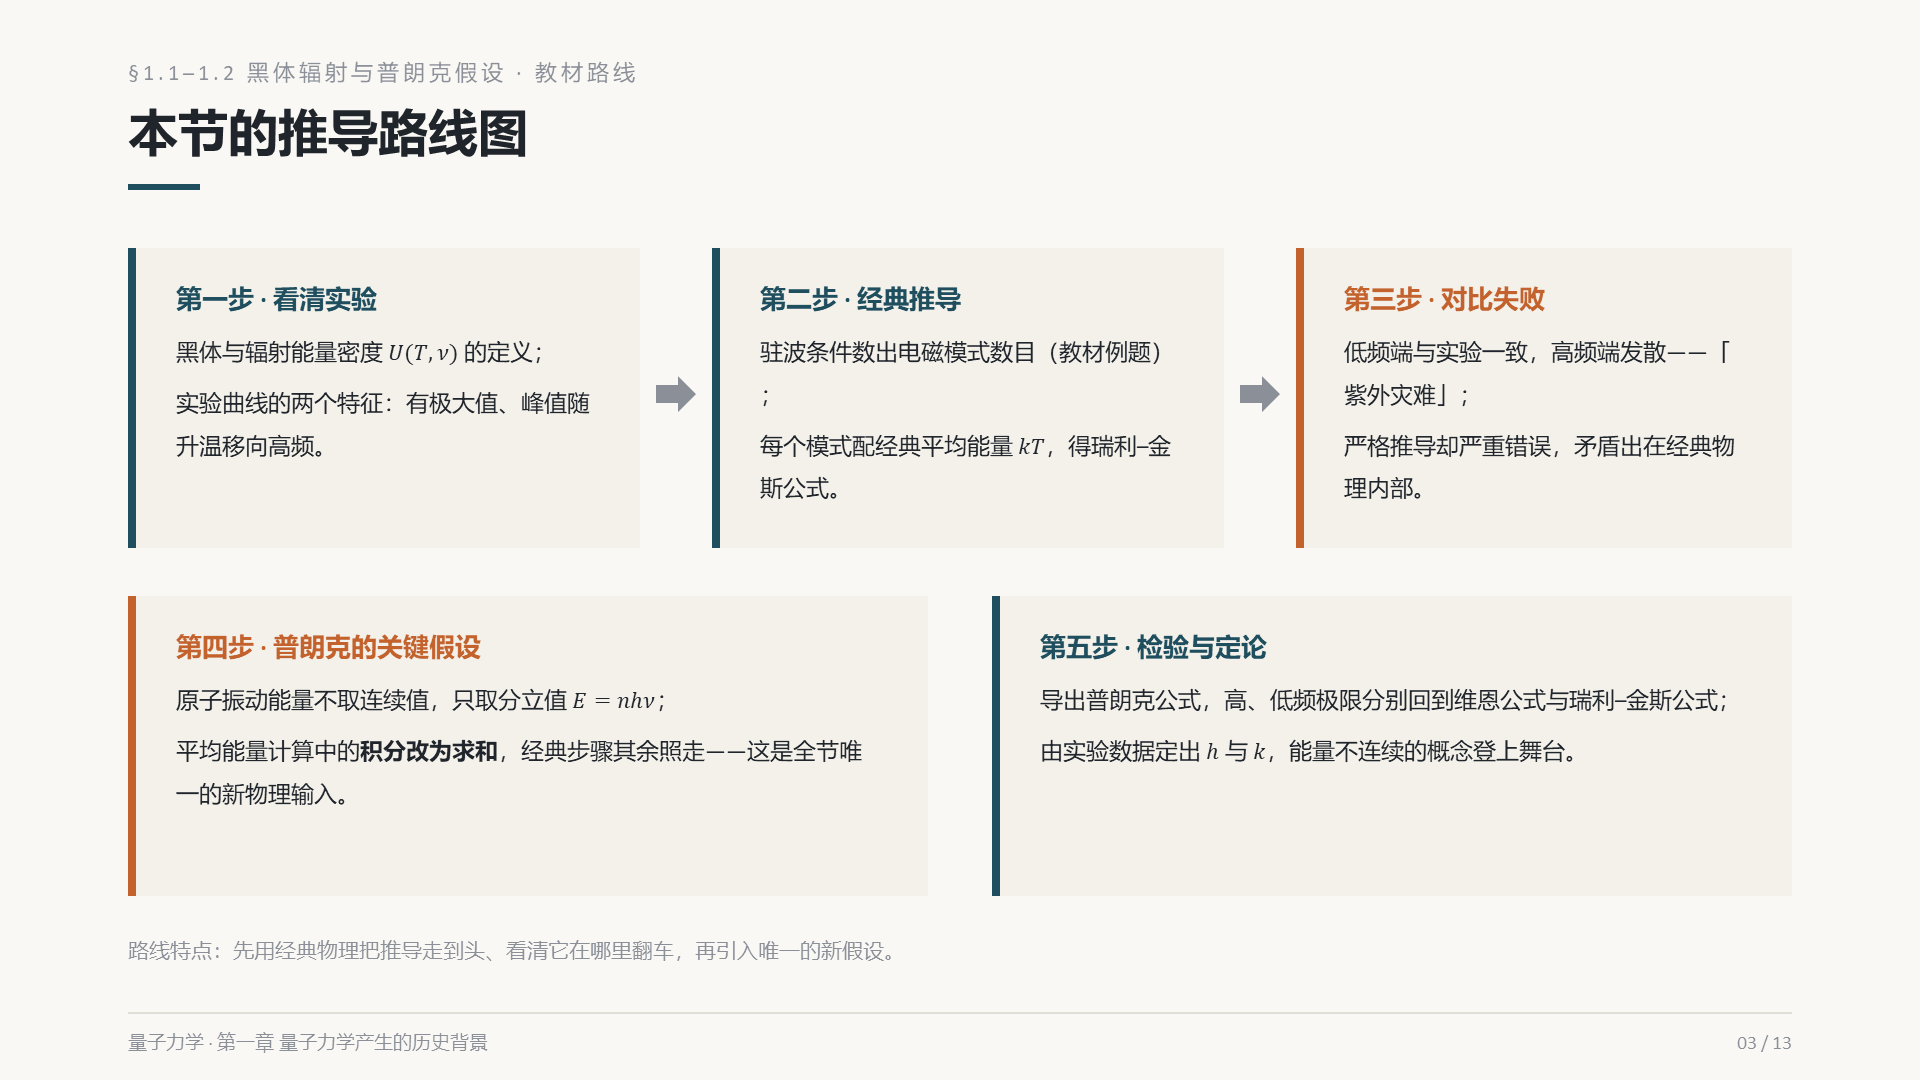 §1.1–1.2 黑体辐射与普朗克假设 · 教材路线
本节的推导路线图
第一步 · 看清实验
黑体与辐射能量密度 U(T,ν) 的定义；
实验曲线的两个特征：有极大值、峰值随
升温移向高频。
第二步 · 经典推导
驻波条件数出电磁模式数目（教材例题）
；
每个模式配经典平均能量 kT，得瑞利–金
斯公式。
第三步 · 对比失败
低频端与实验一致，高频端发散——「
紫外灾难」；
严格推导却严重错误，矛盾出在经典物
理内部。
第四步 · 普朗克的关键假设
原子振动能量不取连续值，只取分立值 E = nhν；
平均能量计算中的积分改为求和，经典步骤其余照走——这是全节唯
一的新物理输入。
第五步 · 检验与定论
导出普朗克公式，高、低频极限分别回到维恩公式与瑞利–金斯公式；
由实验数据定出 h 与 k，能量不连续的概念登上舞台。
路线特点：先用经典物理把推导走到头、看清它在哪里翻车，再引入唯一的新假设。
量子力学 · 第一章 量子力学产生的历史背景
03 / 13